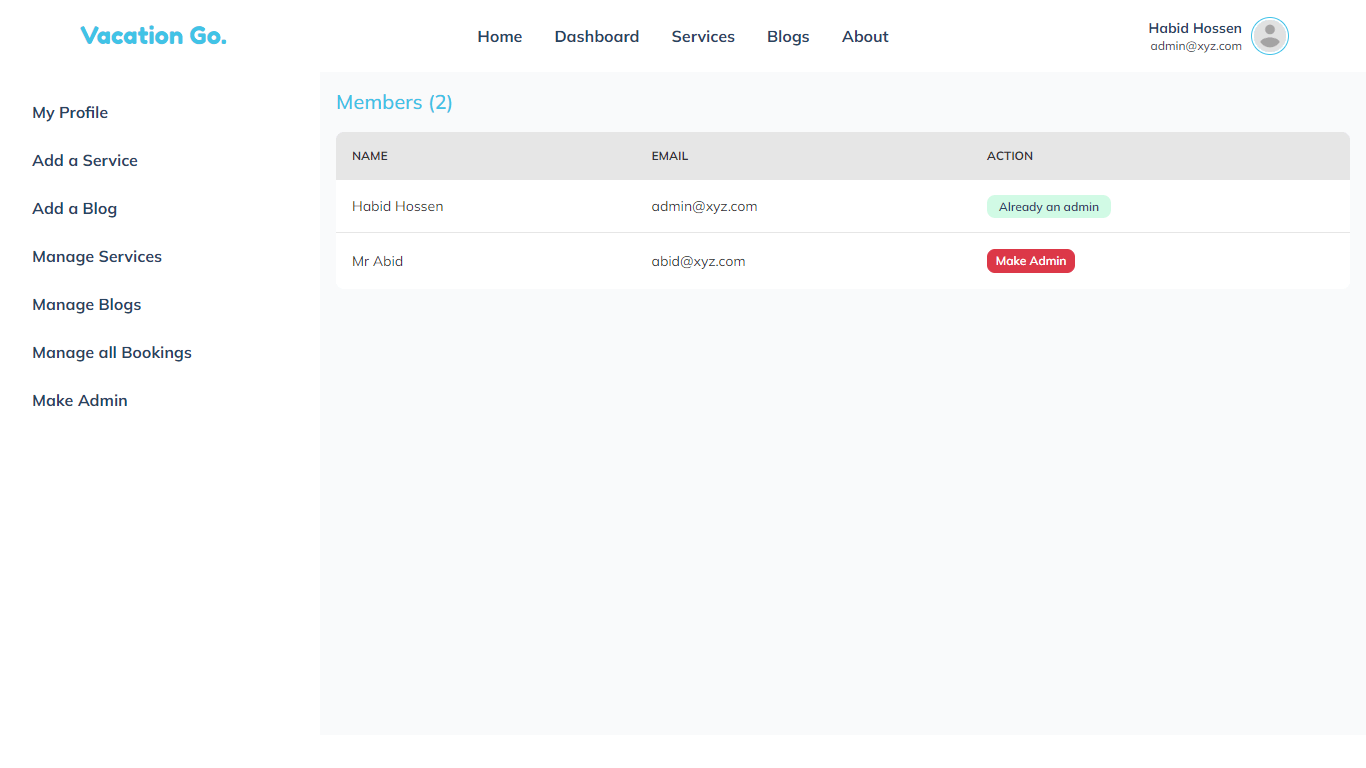 Vacation Go.
Home Dashboard Services Blogs About
Habid Hossen
admin@xyz.com
My Profile
Add a Service
Add a Blog
Manage Services
Manage Blogs
Manage all Bookings
Make Admin
Members (2)
NAME EMAIL ACTION
Habid Hossen admin@xyz.com Already an admin
Mr Abid abid@xyz.com Make Admin